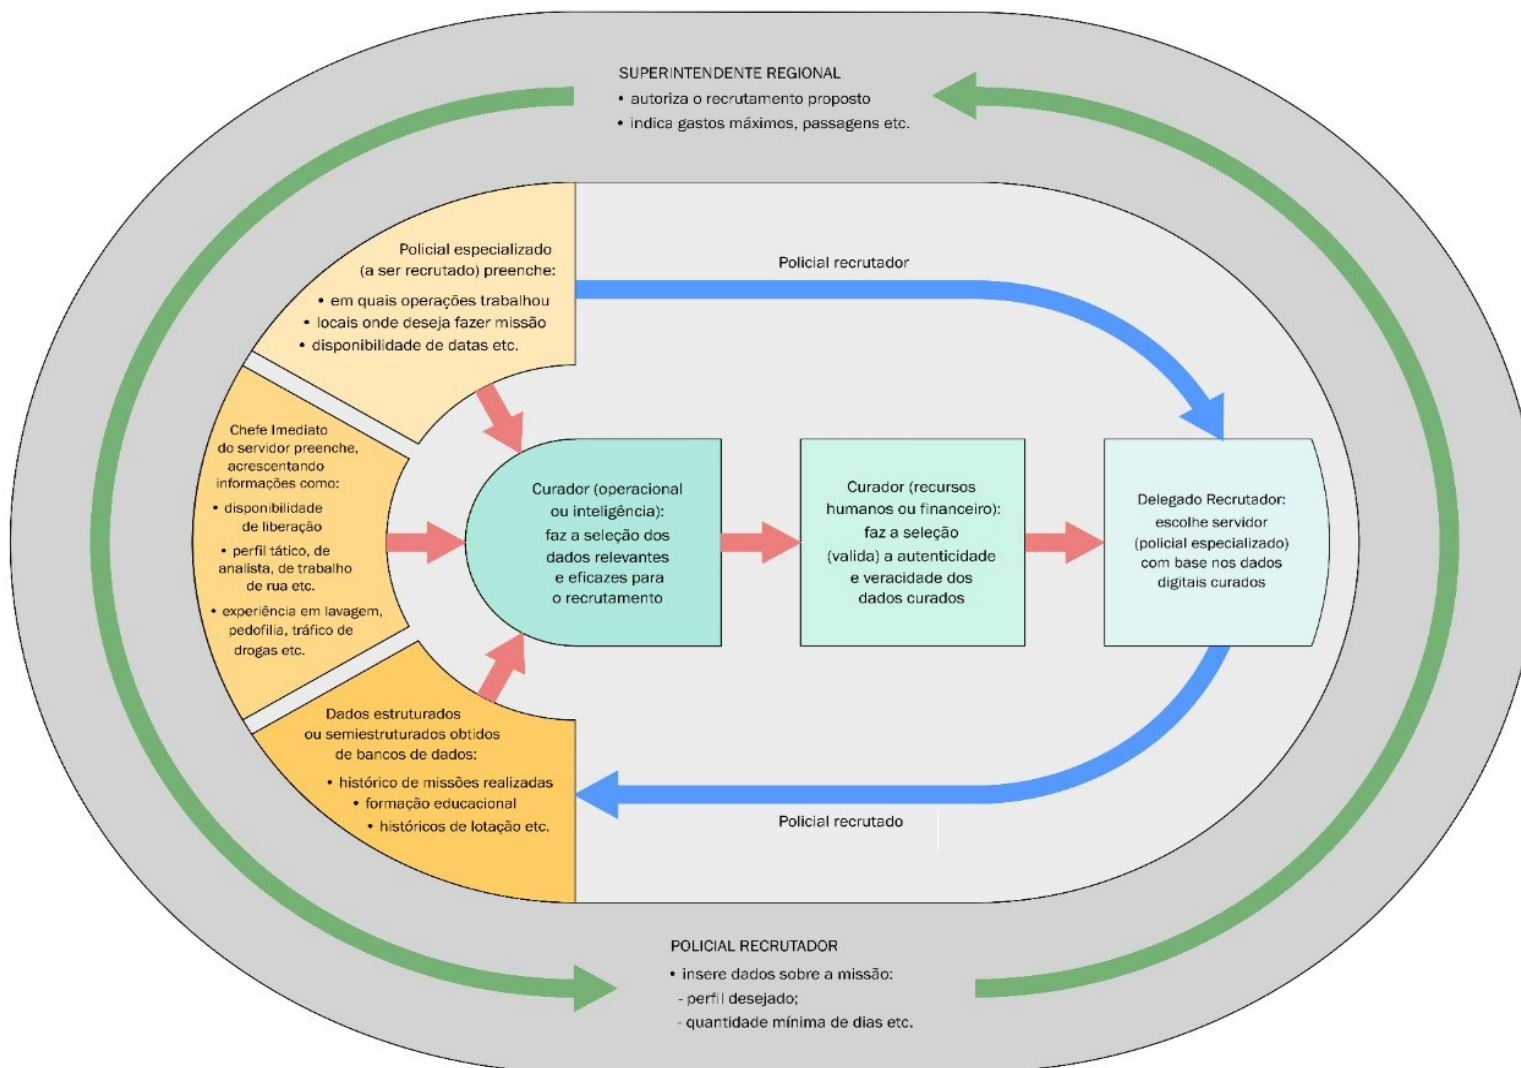 SUPERINTENDENTE REGIONAL
• autoriza o recrutamento proposto
• indica gastos máximos, passagens etc.
Policial especializado
(a ser recrutado) preenche:
• em quais operações trabalhou
• locais onde deseja fazer missão
• disponibilidade de datas etc.
Policial recrutador
Chefe Imediato
do servidor preenche,
acrescentando
informações como:
• disponibilidade
de liberação
• perfil tático, de
analista, de trabalho
de rua etc.
• experiência em lavagem,
pedofilia, tráfico de
drogas etc.
Curador (operacional
ou inteligência):
faz a seleção dos
dados relevantes
e eficazes para
o recrutamento
Curador (recursos
humanos ou financeiro):
faz a seleção
(valida) a autenticidade
e veracidade dos
dados curados
Delegado Recrutador:
escolhe servidor
(policial especializado)
com base nos dados
digitais curados
Dados estruturados
ou semiestruturados obtidos
de bancos de dados:
• histórico de missões realizadas
• formação educacional
• históricos de lotação etc.
Policial recrutado
POLICIAL RECRUTADOR
• insere dados sobre a missão:
- perfil desejado;
- quantidade mínima de dias etc.